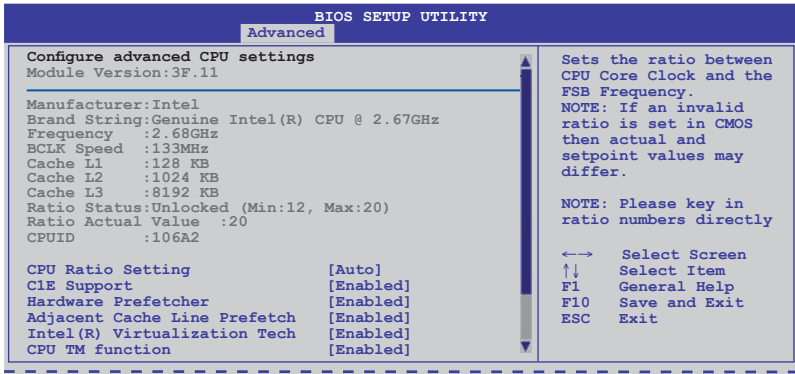 BIOS SETUP UTILITY
Advanced
Configure advanced CPU settings
Module Version:3F.11
Manufacturer:Intel
Brand String:Genuine Intel(R) CPU @ 2.67GHz
Frequency :2.68GHz
BCLK Speed :133MHz
Cache L1 :128 KB
Cache L2 :1024 KB
Cache L3 :8192 KB
Ratio Status:Unlocked (Min:12, Max:20)
Ratio Actual Value :20
CPUID :106A2
CPU Ratio Setting [Auto]
C1E Support [Enabled]
Hardware Prefetcher [Enabled]
Adjacent Cache Line Prefetch [Enabled]
Intel(R) Virtualization Tech [Enabled]
CPU TM function [Enabled]
Sets the ratio between
CPU Core Clock and the
FSB Frequency.
NOTE: If an invalid
ratio is set in CMOS
then actual and
setpoint values may
differ.
NOTE: Please key in
ratio numbers directly
←→ Select Screen
↑↓ Select Item
F1 General Help
F10 Save and Exit
ESC Exit